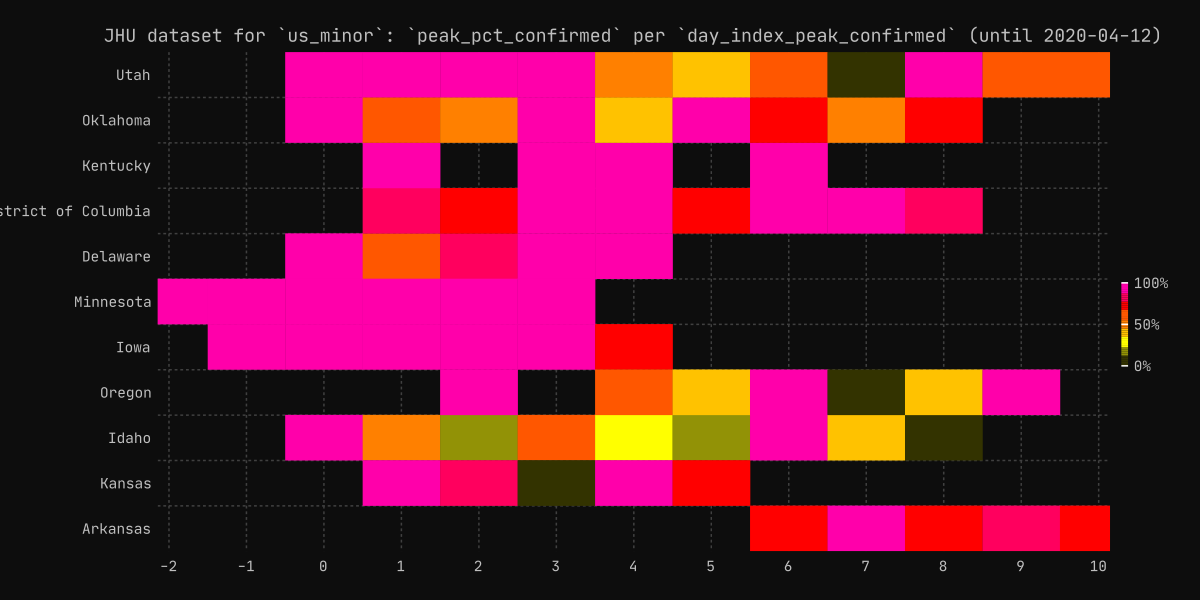 JHU dataset for `us_minor`: `peak_pct_confirmed` per `day_index_peak_confirmed` (until 2020-04-12)
Utah
Oklahoma
Kentucky
strict of Columbia
Delaware
Minnesota
Iowa
Oregon
Idaho
Kansas
Arkansas
-2 -1 0 1 2 3 4 5 6 7 8 9 10
100%
50%
0%